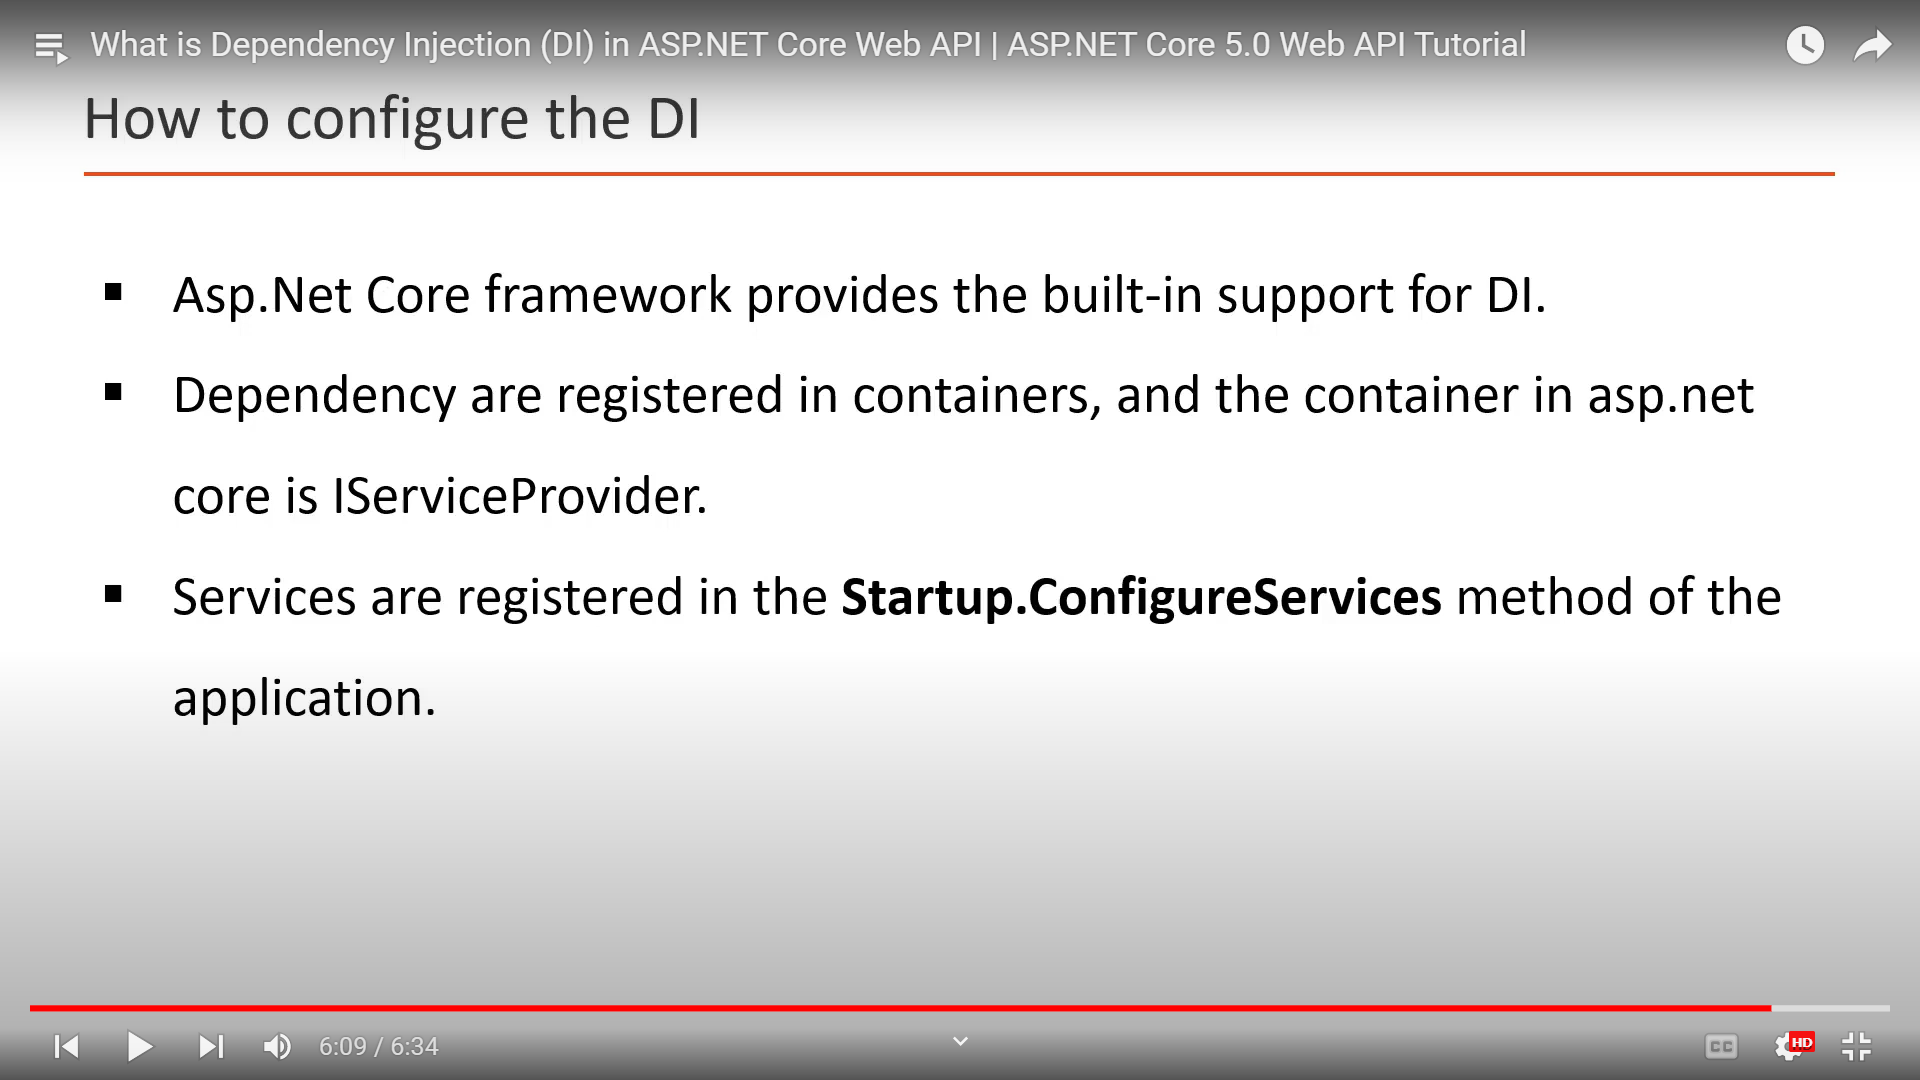 What is Dependency Injection (DI) in ASP.NET Core Web API | ASP.NET Core 5.0 Web API Tutorial
How to configure the DI
▪ Asp.Net Core framework provides the built-in support for DI.
▪ Dependency are registered in containers, and the container in asp.net
core is IServiceProvider.
▪ Services are registered in the Startup.ConfigureServices method of the
application.
6:09 / 6:34
CC
HD